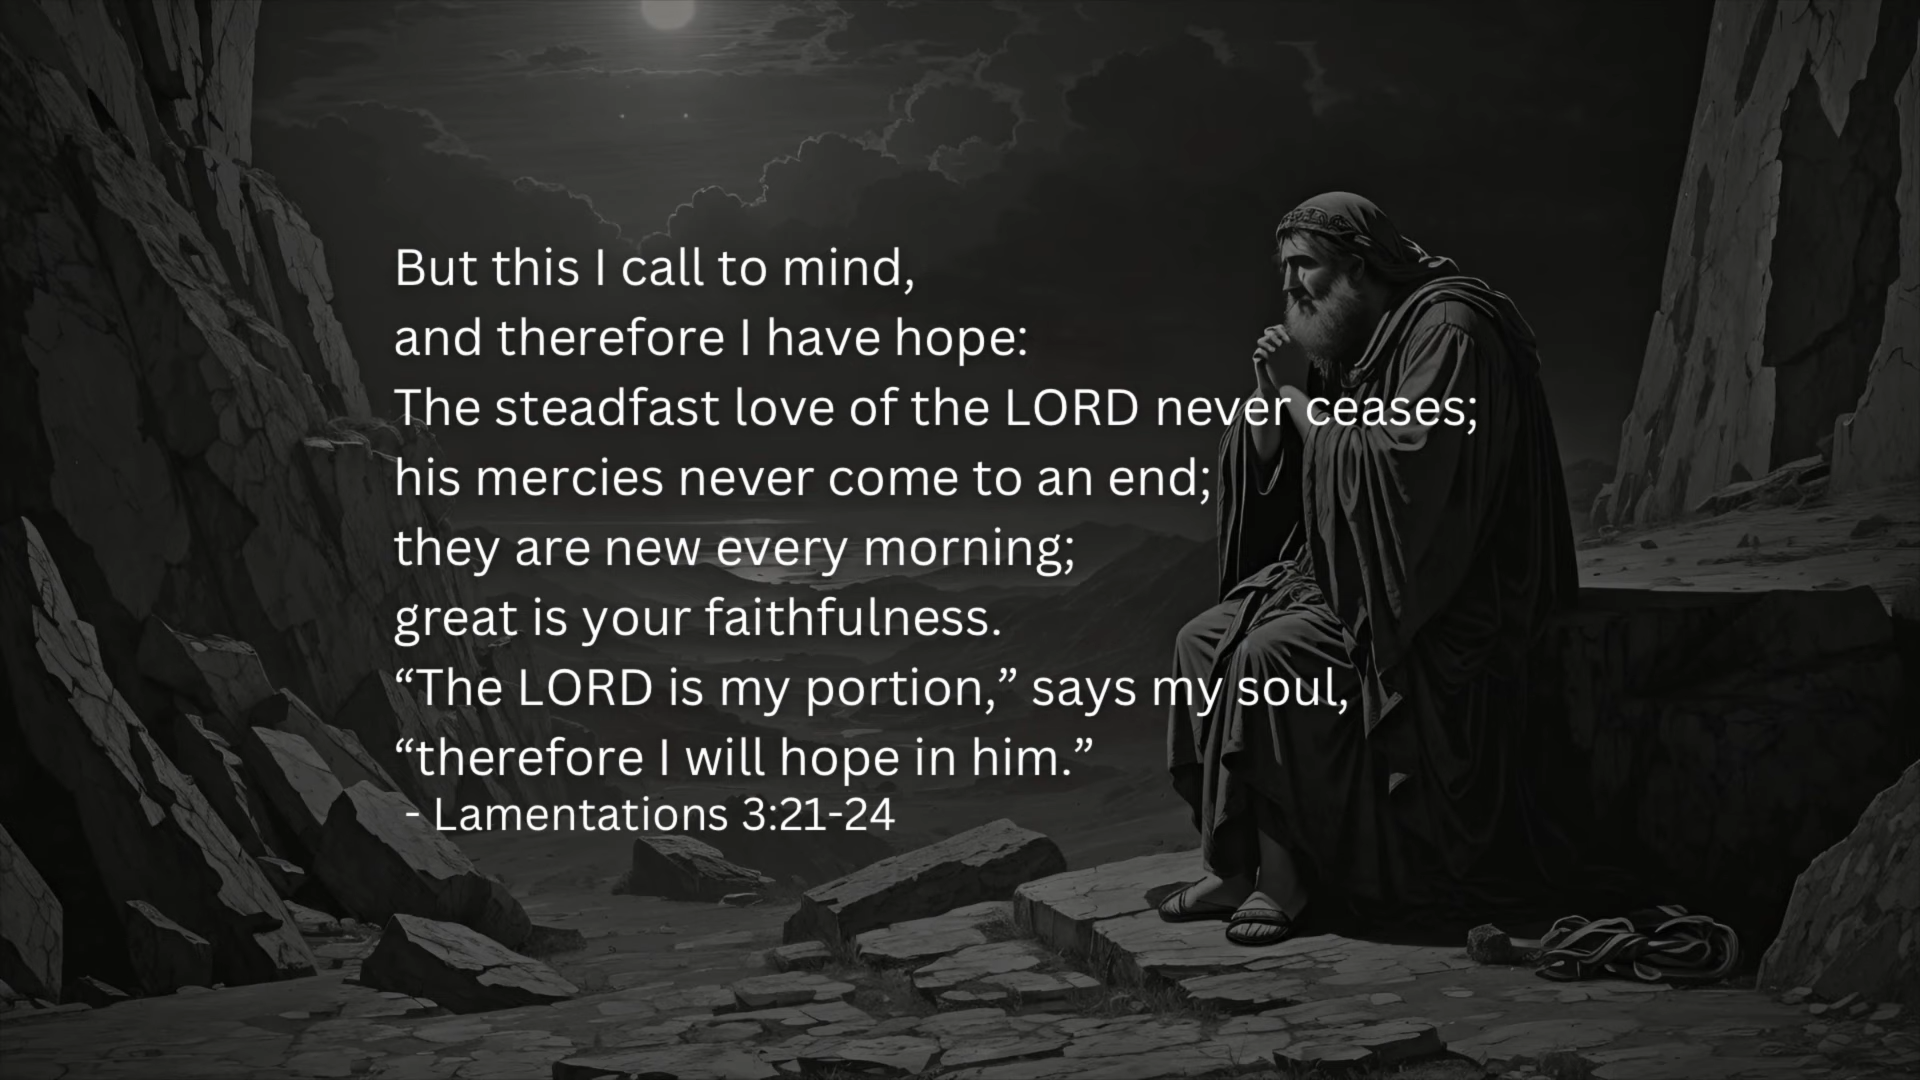 But this I call to mind,
and therefore I have hope:
The steadfast love of the LORD never ceases;
his mercies never come to an end;
they are new every morning;
great is your faithfulness.
“The LORD is my portion,” says my soul,
“therefore I will hope in him.”
- Lamentations 3:21-24